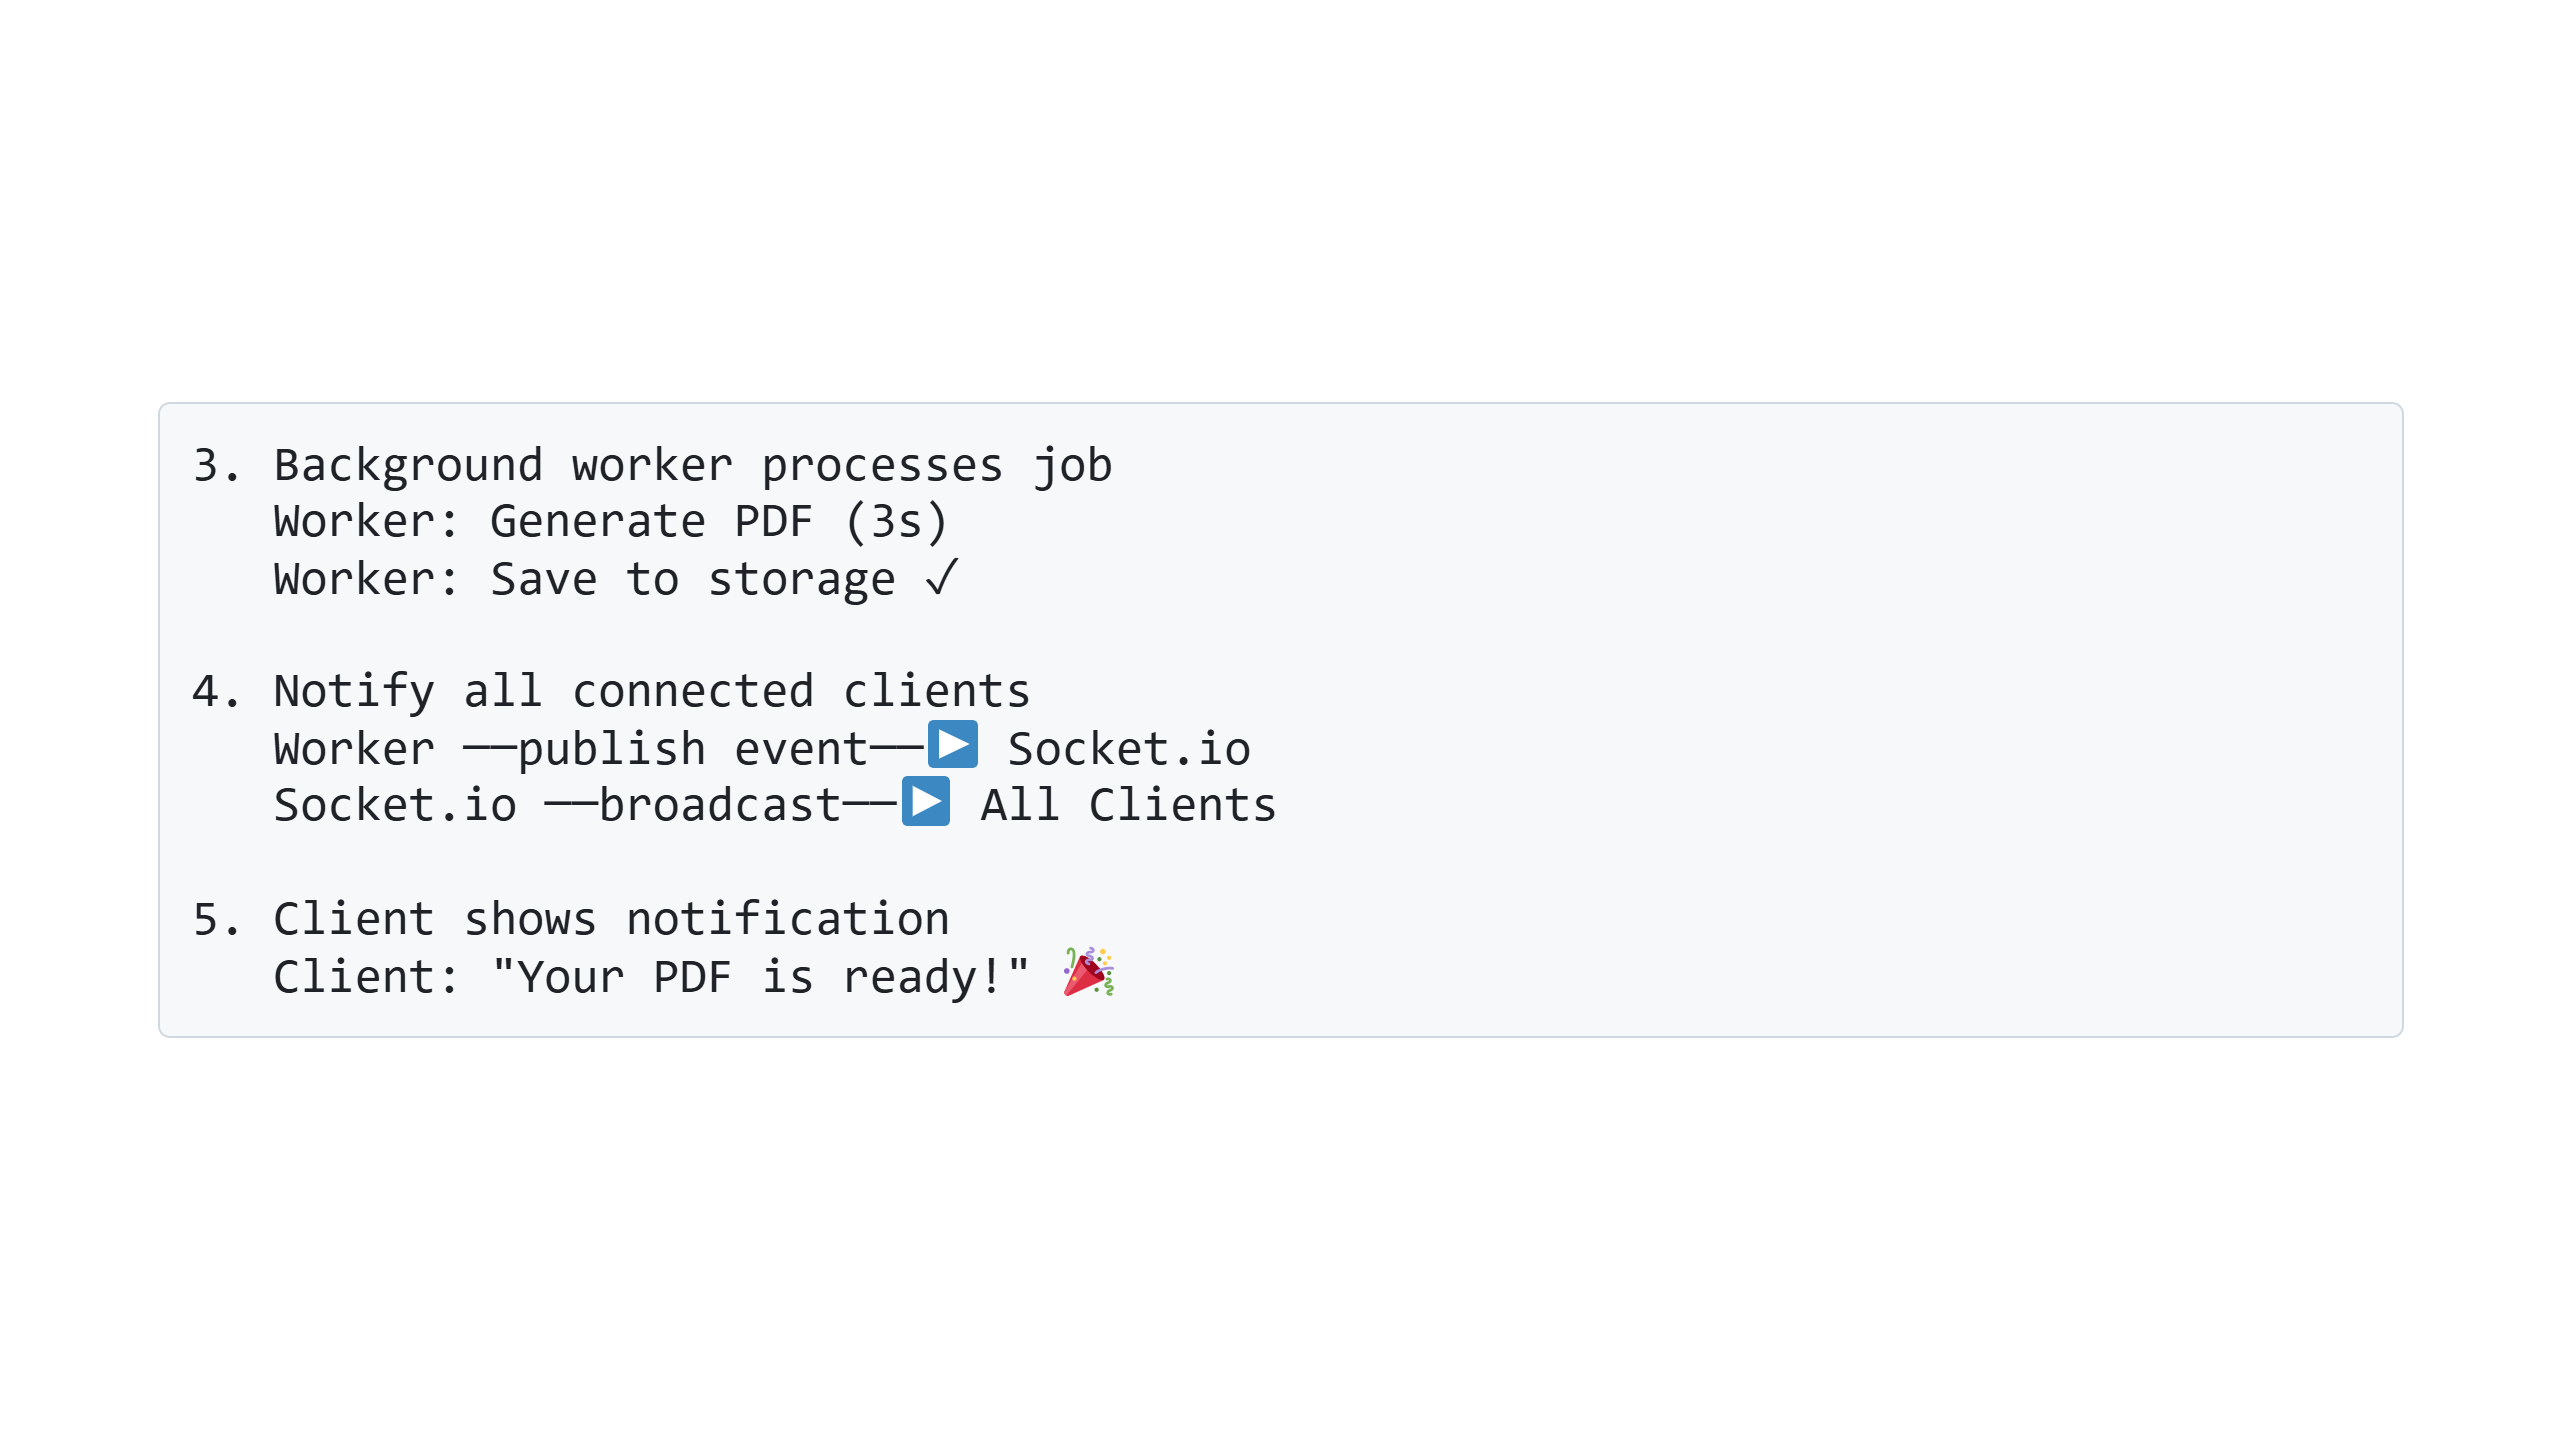 3. Background worker processes job
   Worker: Generate PDF (3s)
   Worker: Save to storage ✓

4. Notify all connected clients
   Worker ──publish event──▶ Socket.io
   Socket.io ──broadcast──▶ All Clients

5. Client shows notification
   Client: "Your PDF is ready!" 🎉